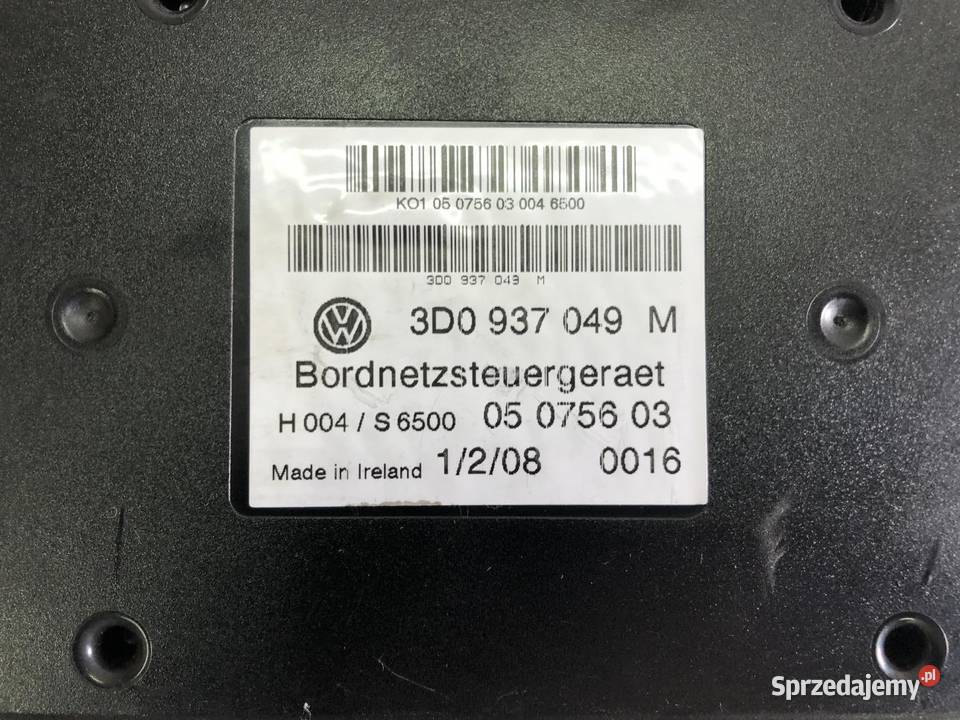 KO1 05 0756 03 004 6500
3D0 937 049 M
3D0 937 049 M
Bordnetzsteuergeraet
H 004 / S 6500 05 0756 03
Made in Ireland 1/2/08 0016
Sprzedajemy.pl